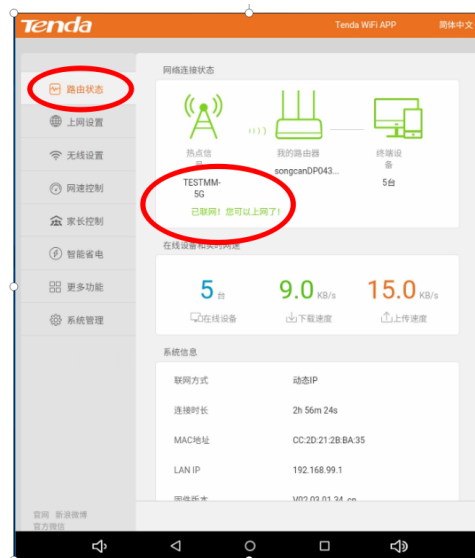 Tenda
Tenda WiFi APP 简体中文
路由状态
上网设置
无线设置
网速控制
家长控制
智能省电
更多功能
系统管理
官网 新浪微博
官方微信
网络连接状态
热点信
号
TESTMM-
5G
我的路由器
songcanDP043...
终端设
备
5台
已联网！您可以上网了！
在线设备和实时网速
5 台
在线设备
9.0 KB/s
下载速度
15.0 KB/s
上传速度
系统信息
联网方式 动态IP
连接时长 2h 56m 24s
MAC地址 CC:2D:21:2B:BA:35
LAN IP 192.168.99.1
固件版本 V02.03.01.34_cn